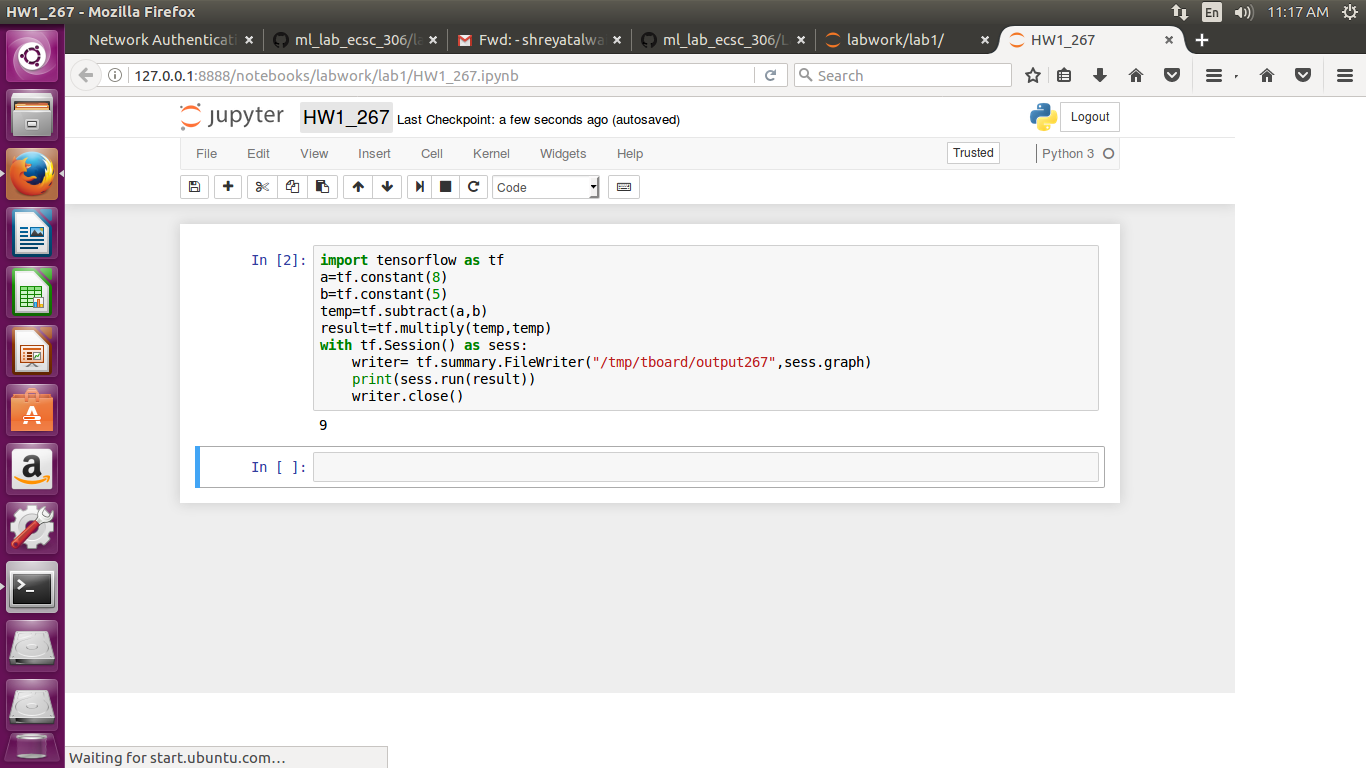 HW1_267 - Mozilla Firefox
En
11:17 AM
Network Authenticati
ml_lab_ecsc_306/la
Fwd: - shreyatalwa
ml_lab_ecsc_306/L
labwork/lab1/
HW1_267
127.0.0.1:8888/notebooks/labwork/lab1/HW1_267.ipynb
Search
jupyter
HW1_267
Last Checkpoint: a few seconds ago (autosaved)
Logout
File
Edit
View
Insert
Cell
Kernel
Widgets
Help
Trusted
Python 3
Code
In [2]:
import tensorflow as tf
a=tf.constant(8)
b=tf.constant(5)
temp=tf.subtract(a,b)
result=tf.multiply(temp,temp)
with tf.Session() as sess:
    writer= tf.summary.FileWriter("/tmp/tboard/output267",sess.graph)
    print(sess.run(result))
    writer.close()
9
In [ ]:
Waiting for start.ubuntu.com…